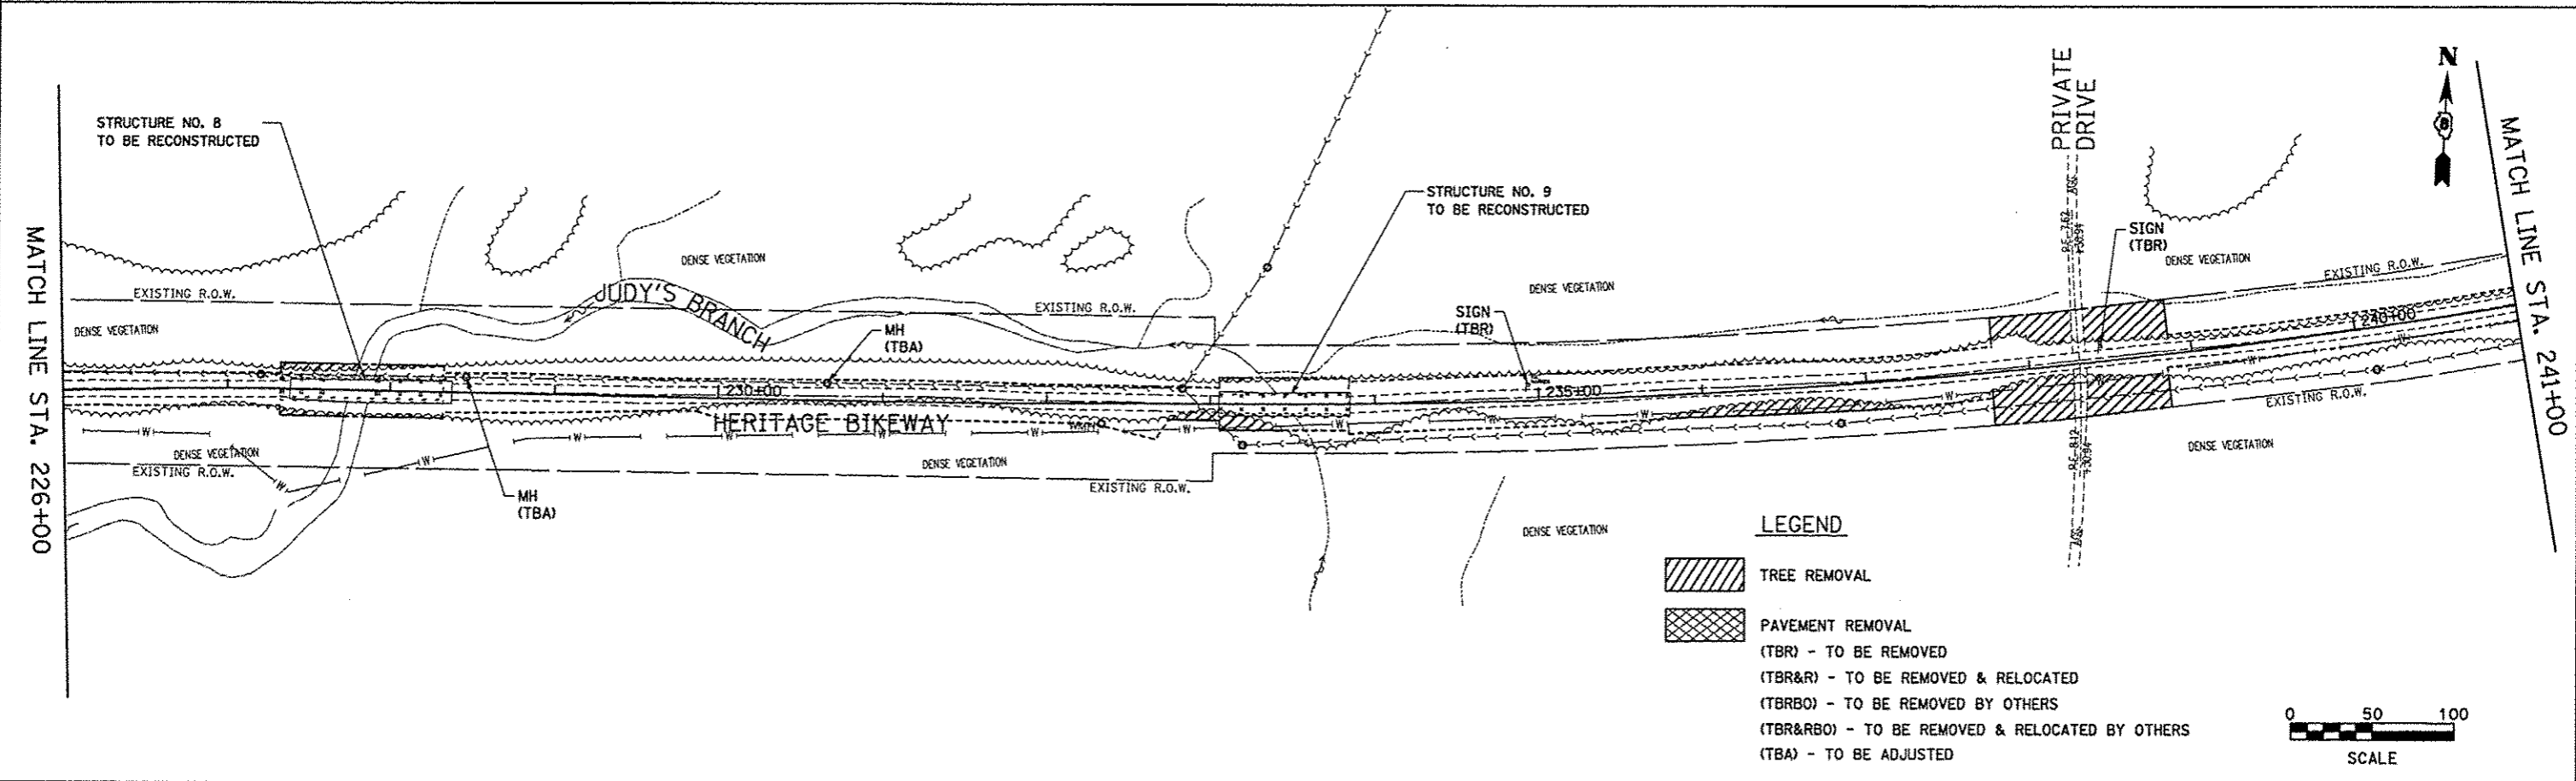 STRUCTURE NO. 8
TO BE RECONSTRUCTED
MATCH LINE STA. 226+00
DENSE VEGETATION
EXISTING R.O.W.
DENSE VEGETATION
JUDY'S BRANCH
MH
(TBA)
EXISTING R.O.W.
STRUCTURE NO. 9
TO BE RECONSTRUCTED
DENSE VEGETATION
SIGN
(TBR)
PRIVATE
DRIVE
SIGN
(TBR)
DENSE VEGETATION
EXISTING R.O.W.
N
MATCH LINE STA. 241+00
230+00
235+00
240+00
HERITAGE BIKEWAY
W
W
W
W
W
W
W
W
W
W
W
W
DENSE VEGETATION
EXISTING R.O.W.
W
W
MH
(TBA)
DENSE VEGETATION
EXISTING R.O.W.
DENSE VEGETATION
EXISTING R.O.W.
DENSE VEGETATION
LEGEND
TREE REMOVAL
PAVEMENT REMOVAL
(TBR) - TO BE REMOVED
(TBR&R) - TO BE REMOVED & RELOCATED
(TBRBO) - TO BE REMOVED BY OTHERS
(TBR&RBO) - TO BE REMOVED & RELOCATED BY OTHERS
(TBA) - TO BE ADJUSTED
0 50 100
SCALE